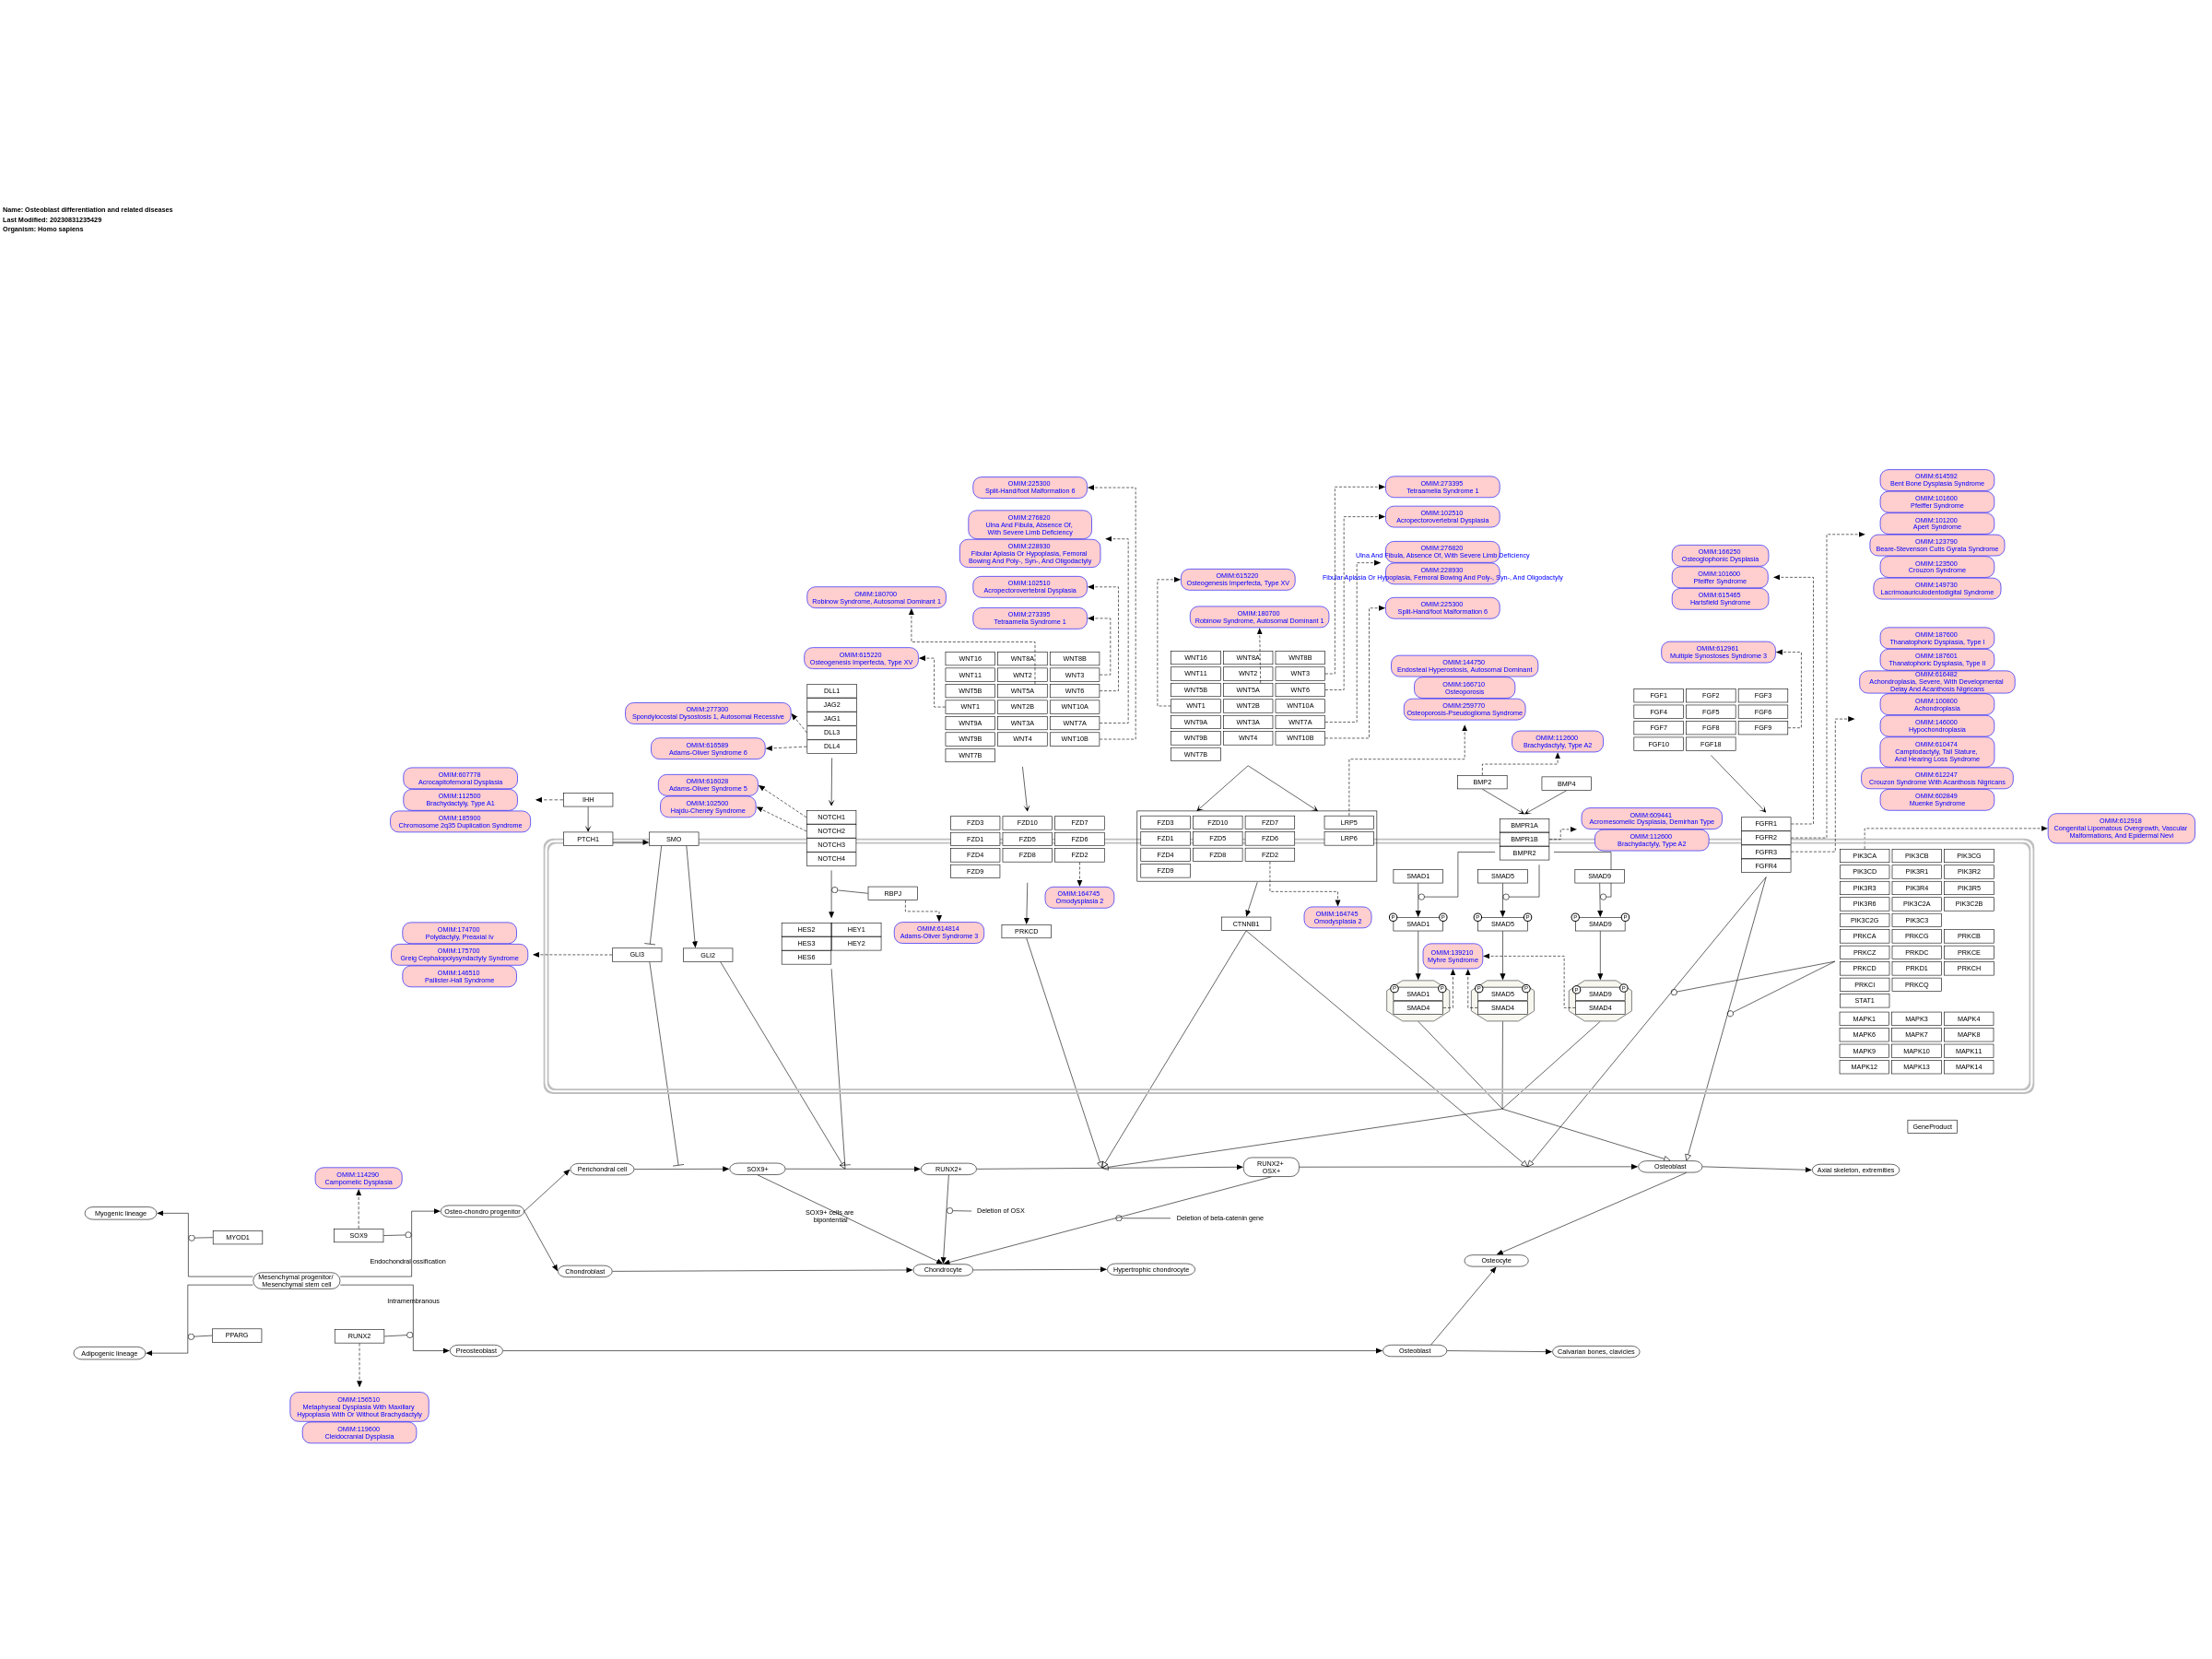 Name: Osteoblast differentiation and related diseases
Last Modified: 20230831235429
Organism: Homo sapiens
OMIM:225300
Split-Hand/foot Malformation 6
OMIM:276820
Ulna And Fibula, Absence Of,
With Severe Limb Deficiency
OMIM:228930
Fibular Aplasia Or Hypoplasia, Femoral
Bowing And Poly-, Syn-, And Oligodactyly
OMIM:102510
Acropectorovertebral Dysplasia
OMIM:273395
Tetraamelia Syndrome 1
OMIM:180700
Robinow Syndrome, Autosomal Dominant 1
OMIM:615220
Osteogenesis Imperfecta, Type XV
WNT16 WNT8A WNT8B
WNT11 WNT2 WNT3
WNT5B WNT5A WNT6
WNT1 WNT2B WNT10A
WNT9A WNT3A WNT7A
WNT9B WNT4 WNT10B
WNT7B
OMIM:273395
Tetraamelia Syndrome 1
OMIM:102510
Acropectorovertebral Dysplasia
OMIM:276820
Ulna And Fibula, Absence Of, With Severe Limb Deficiency
OMIM:228930
Fibular Aplasia Or Hypoplasia, Femoral Bowing And Poly-, Syn-, And Oligodactyly
OMIM:225300
Split-Hand/foot Malformation 6
OMIM:615220
Osteogenesis Imperfecta, Type XV
OMIM:180700
Robinow Syndrome, Autosomal Dominant 1
WNT16 WNT8A WNT8B
WNT11 WNT2 WNT3
WNT5B WNT5A WNT6
WNT1 WNT2B WNT10A
WNT9A WNT3A WNT7A
WNT9B WNT4 WNT10B
WNT7B
OMIM:144750
Endosteal Hyperostosis, Autosomal Dominant
OMIM:166710
Osteoporosis
OMIM:259770
Osteoporosis-Pseudoglioma Syndrome
OMIM:112600
Brachydactyly, Type A2
OMIM:166250
Osteoglophonic Dysplasia
OMIM:101600
Pfeiffer Syndrome
OMIM:615465
Hartsfield Syndrome
OMIM:612961
Multiple Synostoses Syndrome 3
FGF1 FGF2 FGF3
FGF4 FGF5 FGF6
FGF7 FGF8 FGF9
FGF10 FGF18
OMIM:614592
Bent Bone Dysplasia Syndrome
OMIM:101600
Pfeiffer Syndrome
OMIM:101200
Apert Syndrome
OMIM:123790
Beare-Stevenson Cutis Gyrata Syndrome
OMIM:123500
Crouzon Syndrome
OMIM:149730
Lacrimoauriculodentodigital Syndrome
OMIM:187600
Thanatophoric Dysplasia, Type I
OMIM:187601
Thanatophoric Dysplasia, Type II
OMIM:616482
Achondroplasia, Severe, With Developmental
Delay And Acanthosis Nigricans
OMIM:100800
Achondroplasia
OMIM:146000
Hypochondroplasia
OMIM:610474
Camptodactyly, Tall Stature,
And Hearing Loss Syndrome
OMIM:612247
Crouzon Syndrome With Acanthosis Nigricans
OMIM:602849
Muenke Syndrome
OMIM:612918
Congenital Lipomatous Overgrowth, Vascular
Malformations, And Epidermal Nevi
DLL1
JAG2
JAG1
DLL3
DLL4
OMIM:277300
Spondylocostal Dysostosis 1, Autosomal Recessive
OMIM:616589
Adams-Oliver Syndrome 6
OMIM:616028
Adams-Oliver Syndrome 5
OMIM:102500
Hajdu-Cheney Syndrome
OMIM:607778
Acrocapitofemoral Dysplasia
OMIM:112500
Brachydactyly, Type A1
OMIM:185900
Chromosome 2q35 Duplication Syndrome
IHH
PTCH1
SMO
NOTCH1
NOTCH2
NOTCH3
NOTCH4
RBPJ
HES2 HEY1
HES3 HEY2
HES6
OMIM:614814
Adams-Oliver Syndrome 3
OMIM:174700
Polydactyly, Preaxial Iv
OMIM:175700
Greig Cephalopolysyndactyly Syndrome
OMIM:146510
Pallister-Hall Syndrome
GLI3
GLI2
FZD3 FZD10 FZD7
FZD1 FZD5 FZD6
FZD4 FZD8 FZD2
FZD9
OMIM:164745
Omodysplasia 2
PRKCD
FZD3 FZD10 FZD7 LRP5
FZD1 FZD5 FZD6 LRP6
FZD4 FZD8 FZD2
FZD9
OMIM:164745
Omodysplasia 2
CTNNB1
BMP2
BMP4
BMPR1A
BMPR1B
BMPR2
OMIM:609441
Acromesomelic Dysplasia, Demirhan Type
OMIM:112600
Brachydactyly, Type A2
SMAD1 SMAD5 SMAD9
P P P P P P
SMAD1 SMAD5 SMAD9
OMIM:139210
Myhre Syndrome
P P P P P P
SMAD1 SMAD5 SMAD9
SMAD4 SMAD4 SMAD4
FGFR1
FGFR2
FGFR3
FGFR4
PIK3CA PIK3CB PIK3CG
PIK3CD PIK3R1 PIK3R2
PIK3R3 PIK3R4 PIK3R5
PIK3R6 PIK3C2A PIK3C2B
PIK3C2G PIK3C3
PRKCA PRKCG PRKCB
PRKCZ PRKDC PRKCE
PRKCD PRKD1 PRKCH
PRKCI PRKCQ
STAT1
MAPK1 MAPK3 MAPK4
MAPK6 MAPK7 MAPK8
MAPK9 MAPK10 MAPK11
MAPK12 MAPK13 MAPK14
GeneProduct
Perichondral cell
SOX9+
RUNX2+
RUNX2+
OSX+
Osteoblast
Axial skeleton, extremities
OMIM:114290
Campomelic Dysplasia
Myogenic lineage
MYOD1
SOX9
Osteo-chondro progenitor
SOX9+ cells are
bipontential
Deletion of OSX
Deletion of beta-catenin gene
Endochondral ossification
Mesenchymal progenitor/
Mesenchymal stem cell
Chondroblast
Chondrocyte
Hypertrophic chondrocyte
Osteocyte
Intramembranous
PPARG
RUNX2
Adipogenic lineage
Preosteoblast
Osteoblast
Calvarian bones, clavicles
OMIM:156510
Metaphyseal Dysplasia With Maxillary
Hypoplasia With Or Without Brachydactyly
OMIM:119600
Cleidocranial Dysplasia